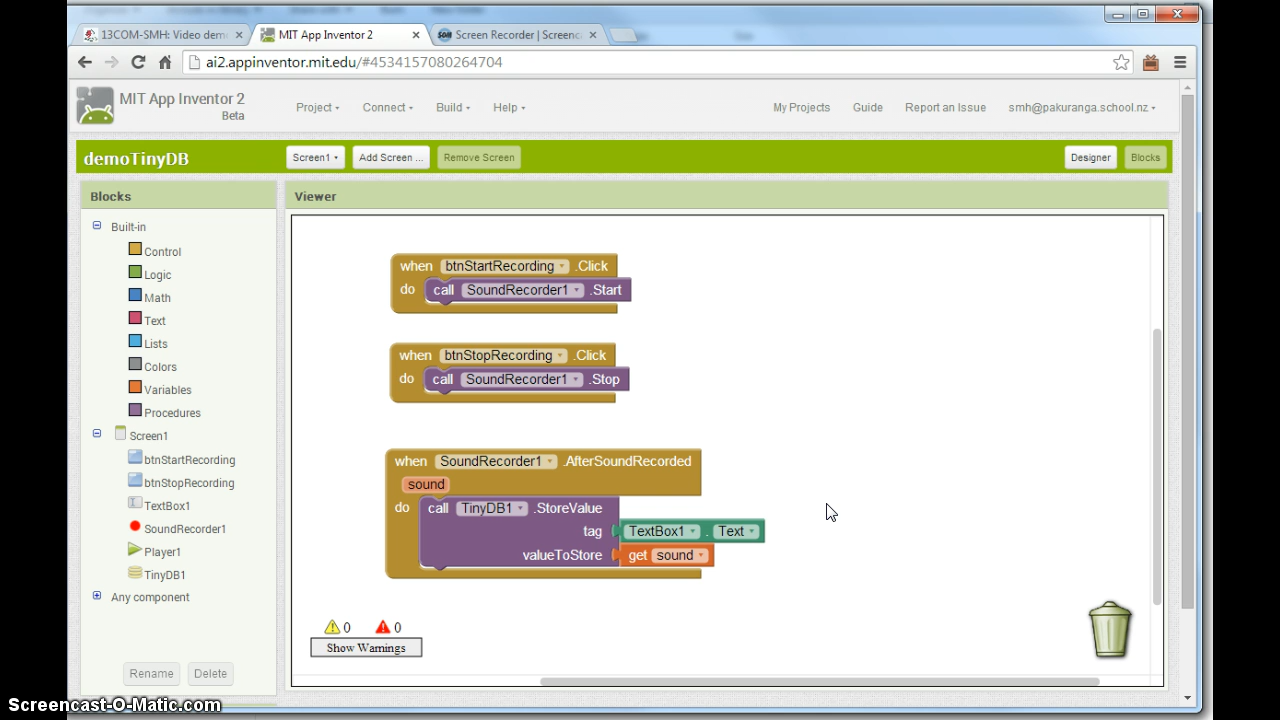 13COM-SMH: Video dem
MIT App Inventor 2
Screen Recorder | Screenc
ai2.appinventor.mit.edu/#4534157080264704
MIT App Inventor 2
Beta
Project
Connect
Build
Help
My Projects
Guide
Report an Issue
smh@pakuranga.school.nz
demoTinyDB
Screen1
Add Screen ...
Remove Screen
Designer
Blocks
Blocks
Viewer
Built-in
Control
Logic
Math
Text
Lists
Colors
Variables
Procedures
Screen1
btnStartRecording
btnStopRecording
TextBox1
SoundRecorder1
Player1
TinyDB1
Any component
Rename
Delete
when btnStartRecording .Click
do call SoundRecorder1 .Start
when btnStopRecording .Click
do call SoundRecorder1 .Stop
when SoundRecorder1 .AfterSoundRecorded
sound
do call TinyDB1 .StoreValue
tag TextBox1 . Text
valueToStore get sound
0 0
Show Warnings
Screencast-O-Matic.com